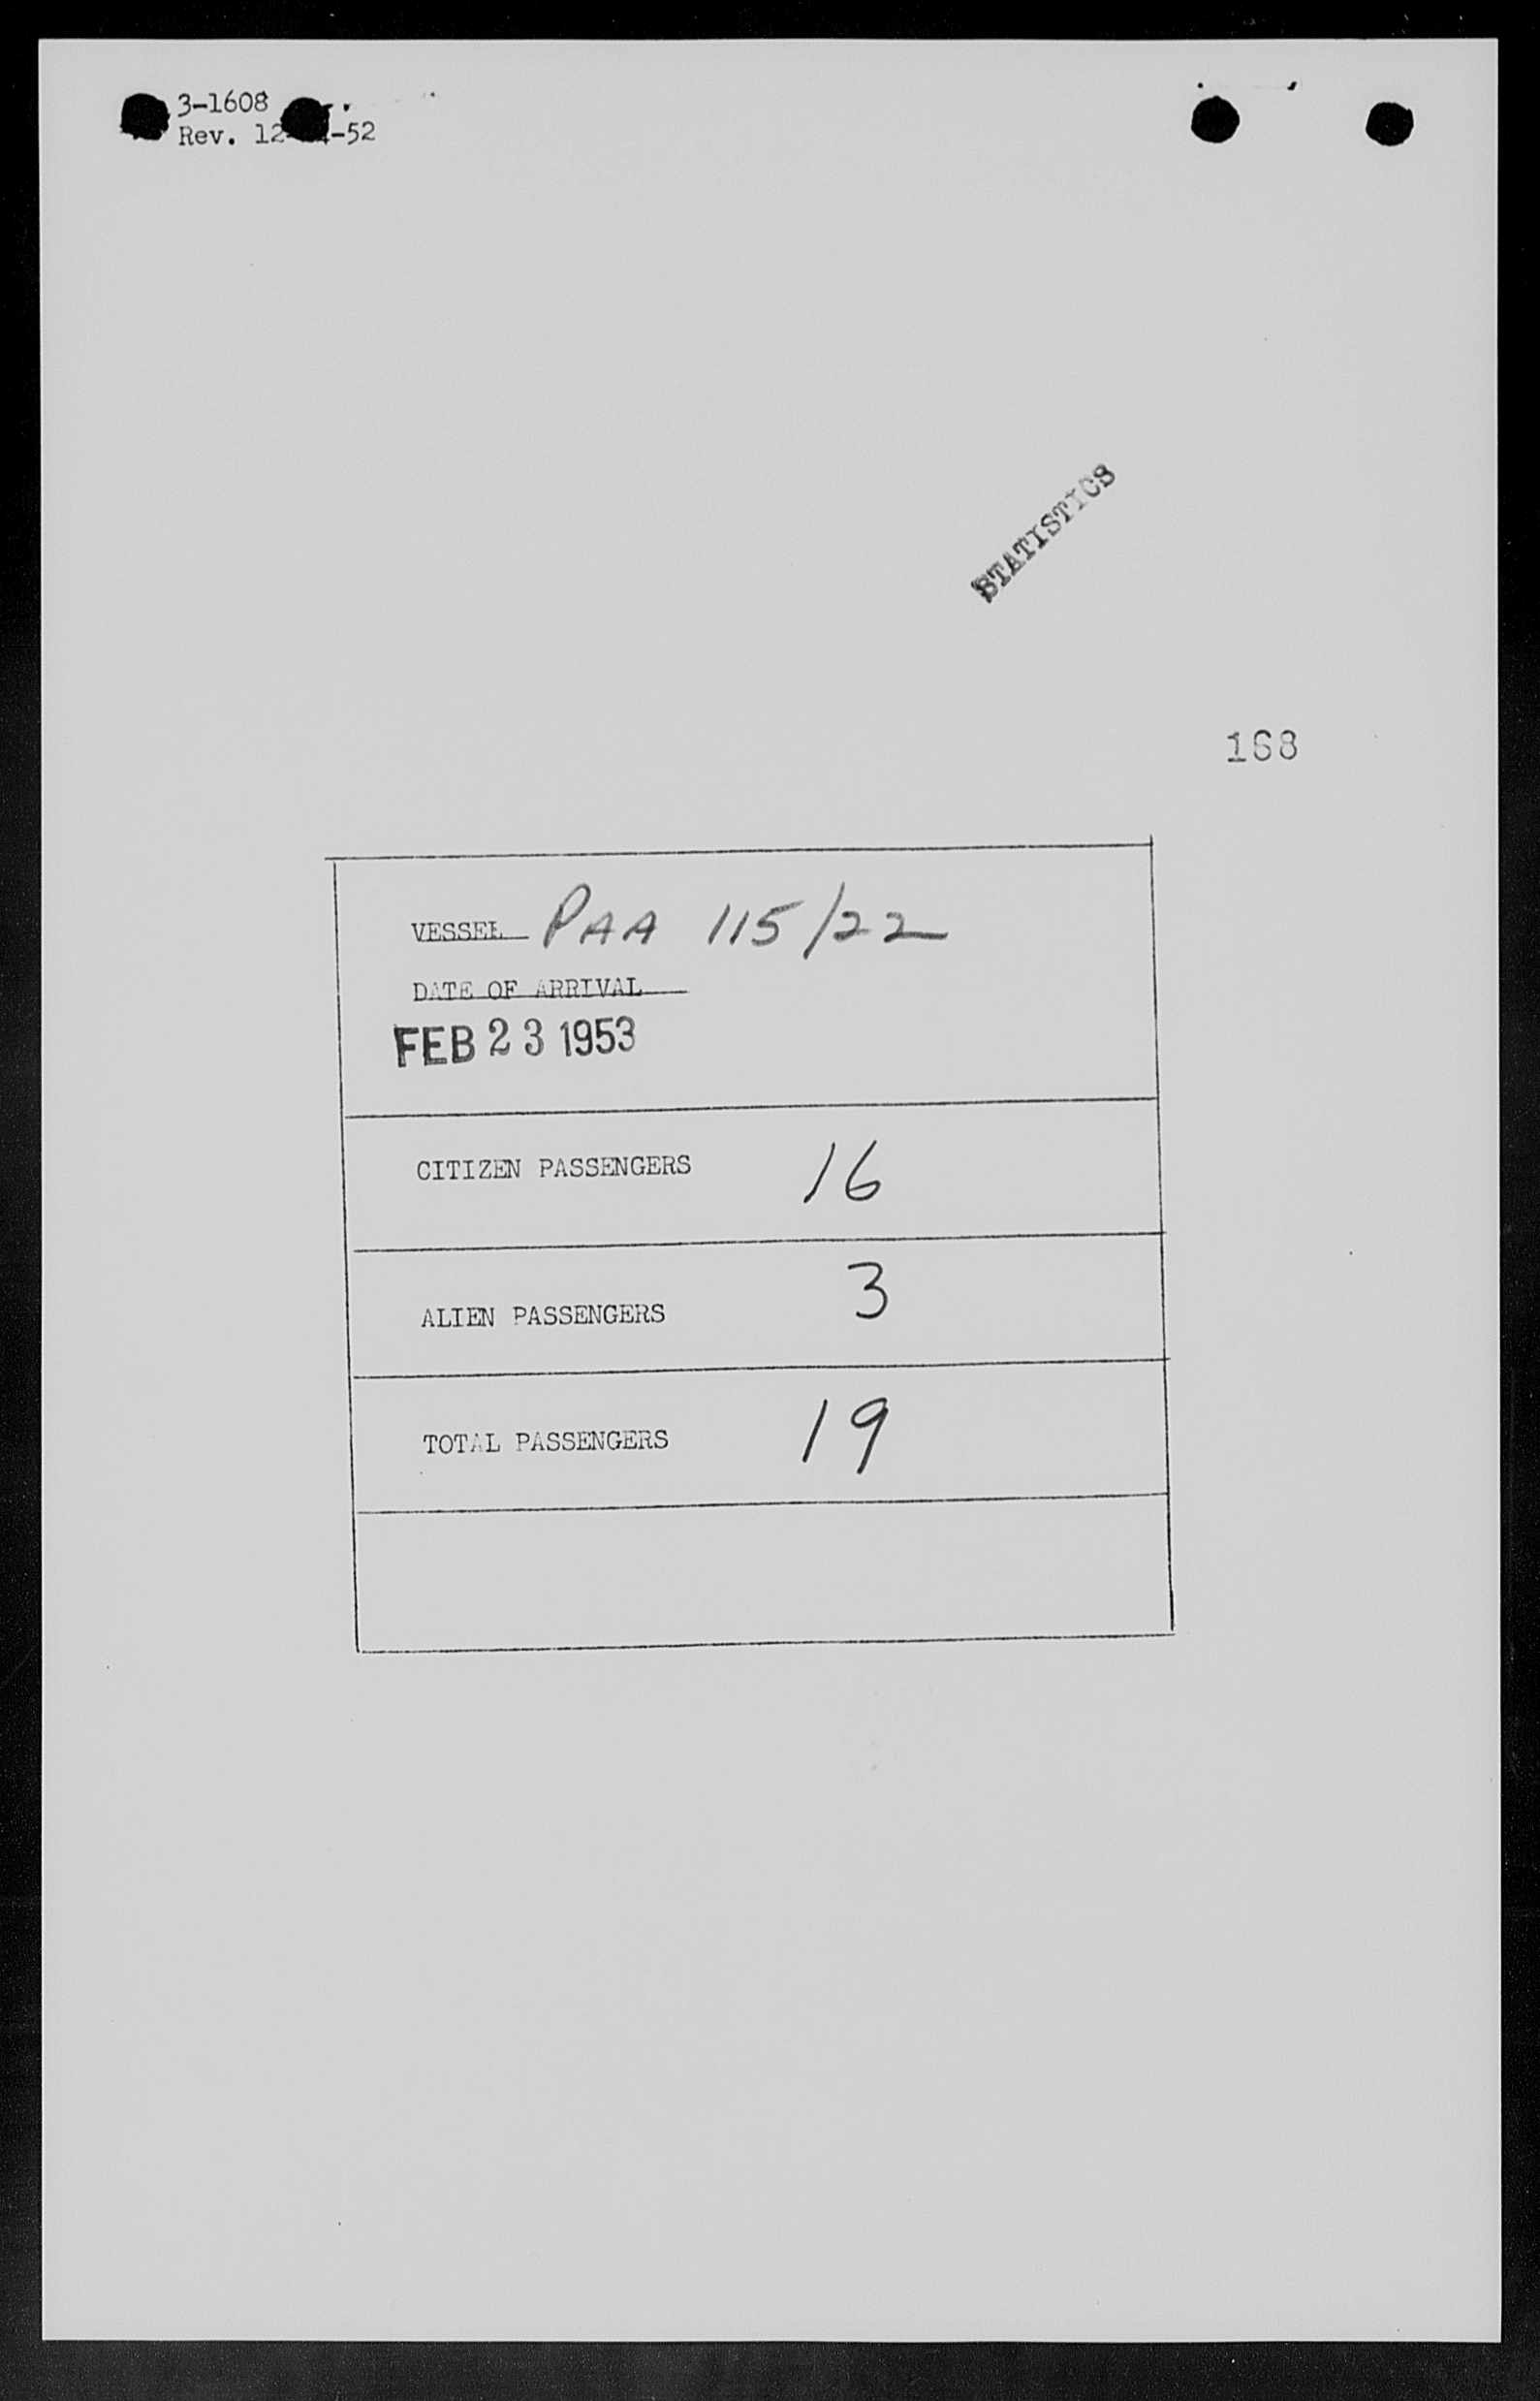 3-1608
Rev. 12-52
STATISTICS
168
VESSEL PAA 115/22
DATE OF ARRIVAL
FEB 23 1953
CITIZEN PASSENGERS 16
ALIEN PASSENGERS 3
TOTAL PASSENGERS 19